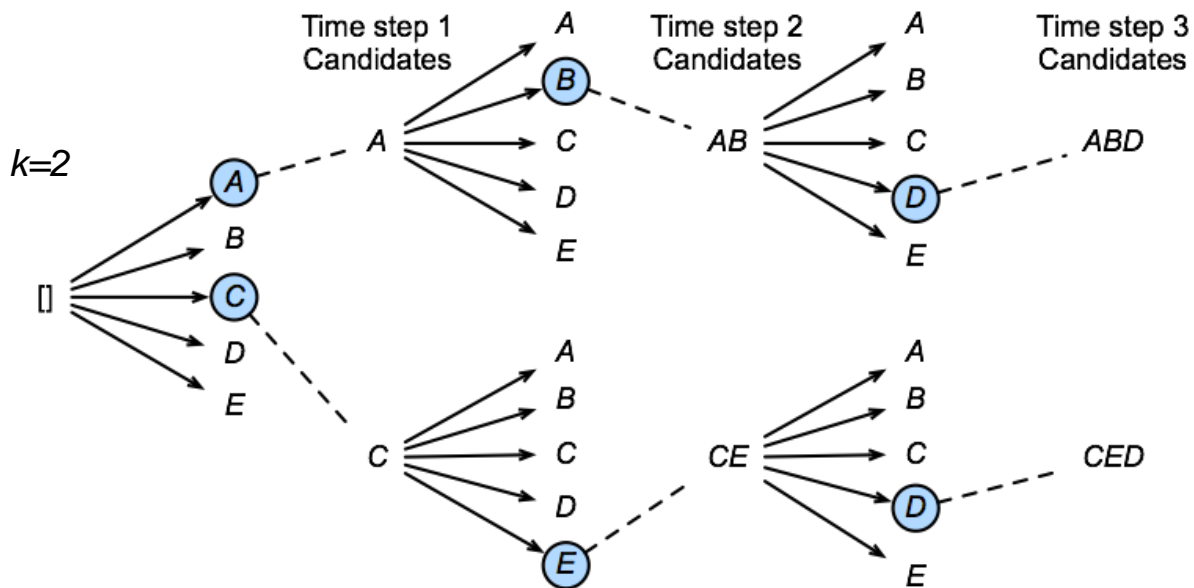 Time step 1
Candidates
Time step 2
Candidates
Time step 3
Candidates
k=2
[]
A
B
C
D
E
A
A
B
C
D
E
AB
A
B
C
D
E
ABD
C
A
B
C
D
E
CE
A
B
C
D
E
CED